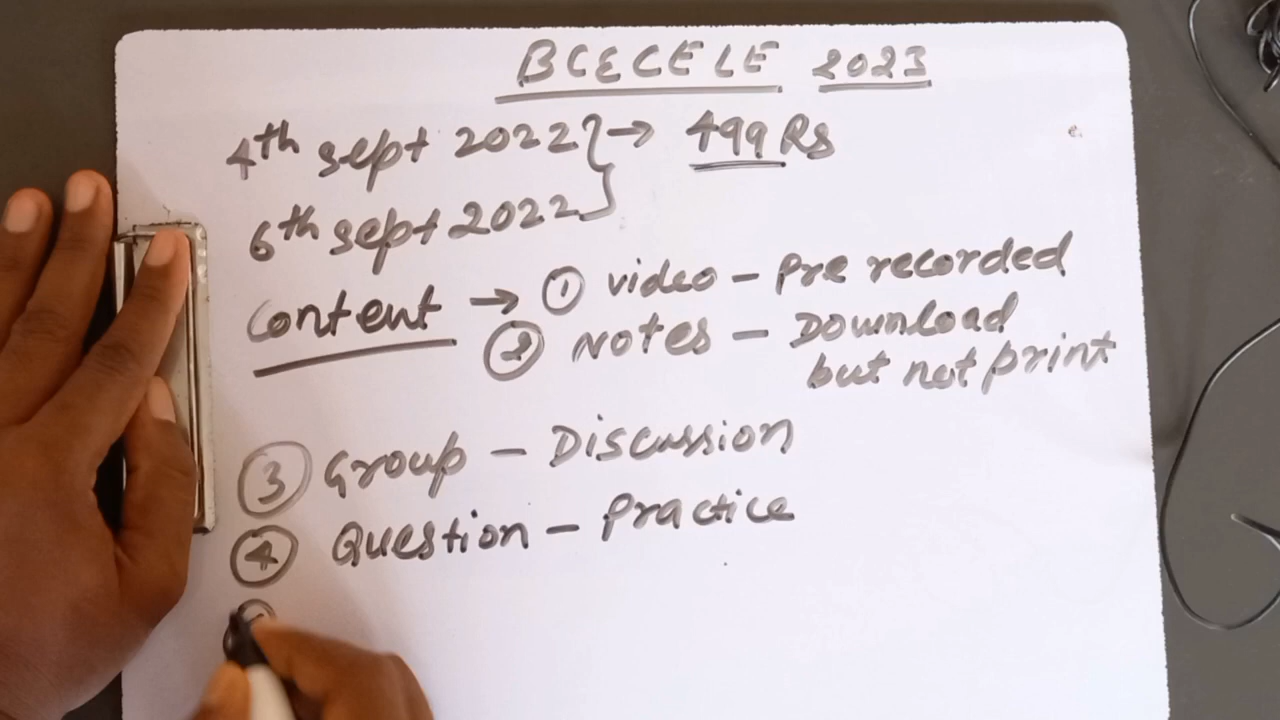 BCECELE 2023
4th sept 2022 } → 499 Rs
6th sept 2022
Content → ① video - Pre recorded
② Notes - Download
but not print
③ Group - Discussion
④ Question - Practice